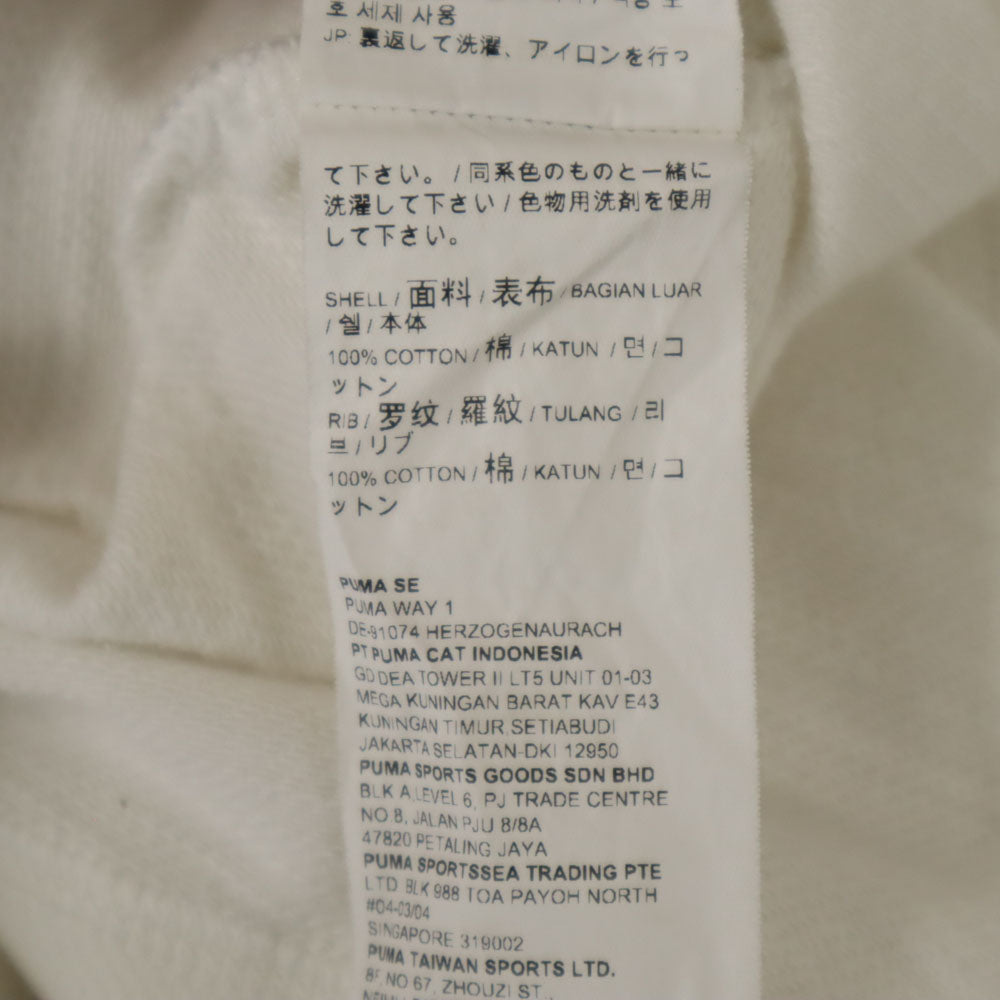 호 세제 사용
JP: 裏返して洗濯、アイロンを行っ
て下さい。/ 同系色のものと一緒に
洗濯して下さい / 色物用洗剤を使用
して下さい。
SHELL / 面料 / 表布 / BAGIAN LUAR
/ 쉘 / 本体
100% COTTON / 棉 / KATUN / 면 / コ
ットン
RIB / 罗纹 / 羅紋 / TULANG / 리
브 / リブ
100% COTTON / 棉 / KATUN / 면 / コ
ットン
PUMA SE
PUMA WAY 1
DE-91074 HERZOGENAURACH
PT PUMA CAT INDONESIA
GD DEA TOWER II LT5 UNIT 01-03
MEGA KUNINGAN BARAT KAV E43
KUNINGAN TIMUR,SETIABUDI
JAKARTA SELATAN-DKI 12950
PUMA SPORTS GOODS SDN BHD
BLK A,LEVEL 6, PJ TRADE CENTRE
NO.8, JALAN PJU 8/8A
47820 PETALING JAYA
PUMA SPORTSSEA TRADING PTE
LTD BLK 988 TOA PAYOH NORTH
#04-03/04
SINGAPORE 319002
PUMA TAIWAN SPORTS LTD.
8F, NO 67, ZHOUZI ST.,